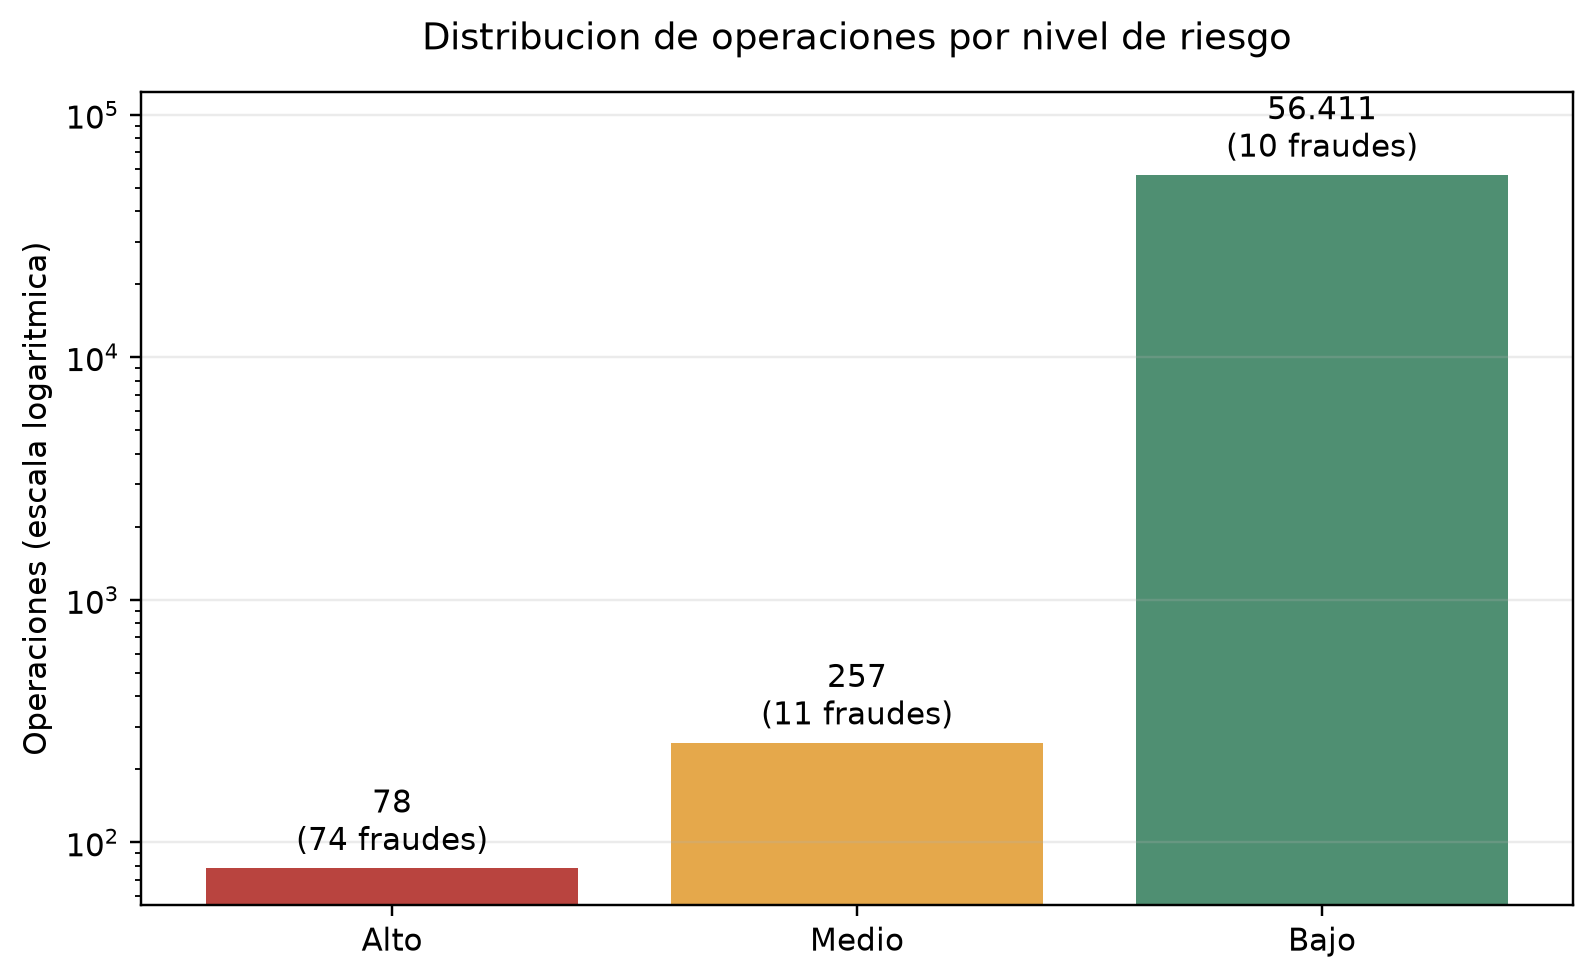 Distribucion de operaciones por nivel de riesgo
Operaciones (escala logaritmica)
10⁵
10⁴
10³
10²
78
(74 fraudes)
257
(11 fraudes)
56.411
(10 fraudes)
Alto
Medio
Bajo